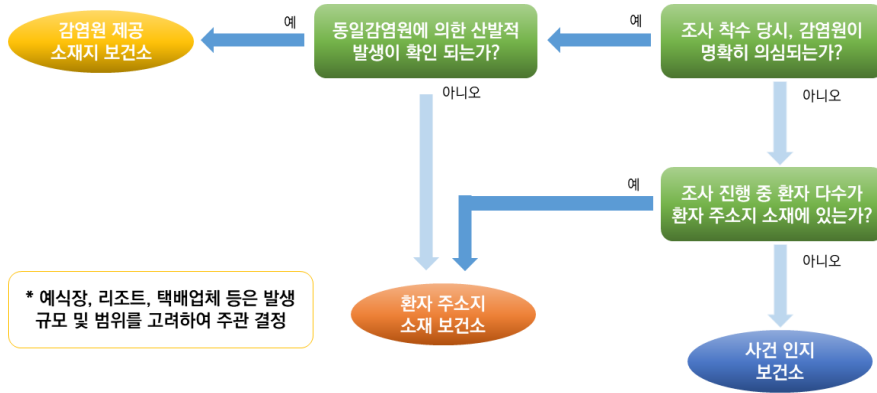 감염원 제공
소재지 보건소
예
동일감염원에 의한 산발적
발생이 확인 되는가?
예
조사 착수 당시, 감염원이
명확히 의심되는가?
아니오
아니오
예
조사 진행 중 환자 다수가
환자 주소지 소재에 있는가?
아니오
* 예식장, 리조트, 택배업체 등은 발생
규모 및 범위를 고려하여 주관 결정
환자 주소지
소재 보건소
사건 인지
보건소